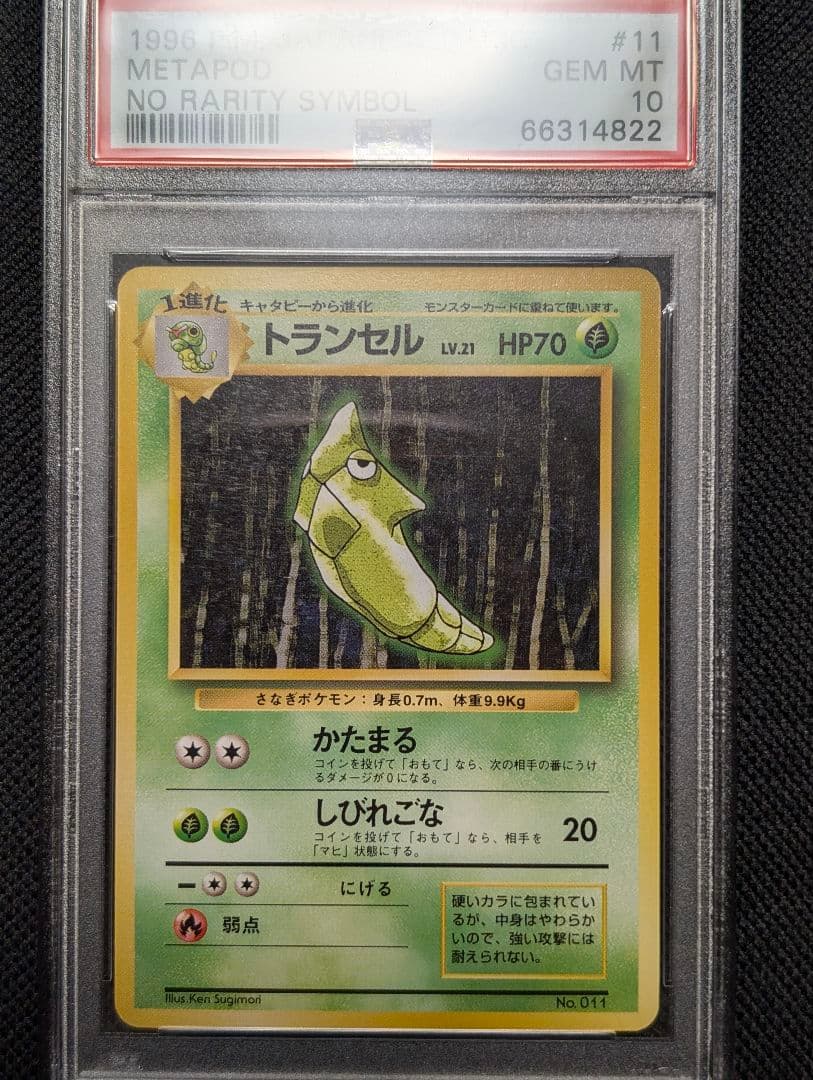 1996 #11
METAPOD GEM MT
NO RARITY SYMBOL 10
66314822
1進化 キャタピーから進化 モンスターカードに重ねて使います。
トランセル LV.21 HP70
さなぎポケモン：身長0.7m、体重9.9Kg
かたまる
コインを投げて「おもて」なら、次の相手の番にうけ
るダメージが0になる。
しびれごな 20
コインを投げて「おもて」なら、相手を
「マヒ」状態にする。
にげる
弱点
硬いカラに包まれてい
るが、中身はやわらか
いので、強い攻撃には
耐えられない。
Illus.Ken Sugimori No. 011